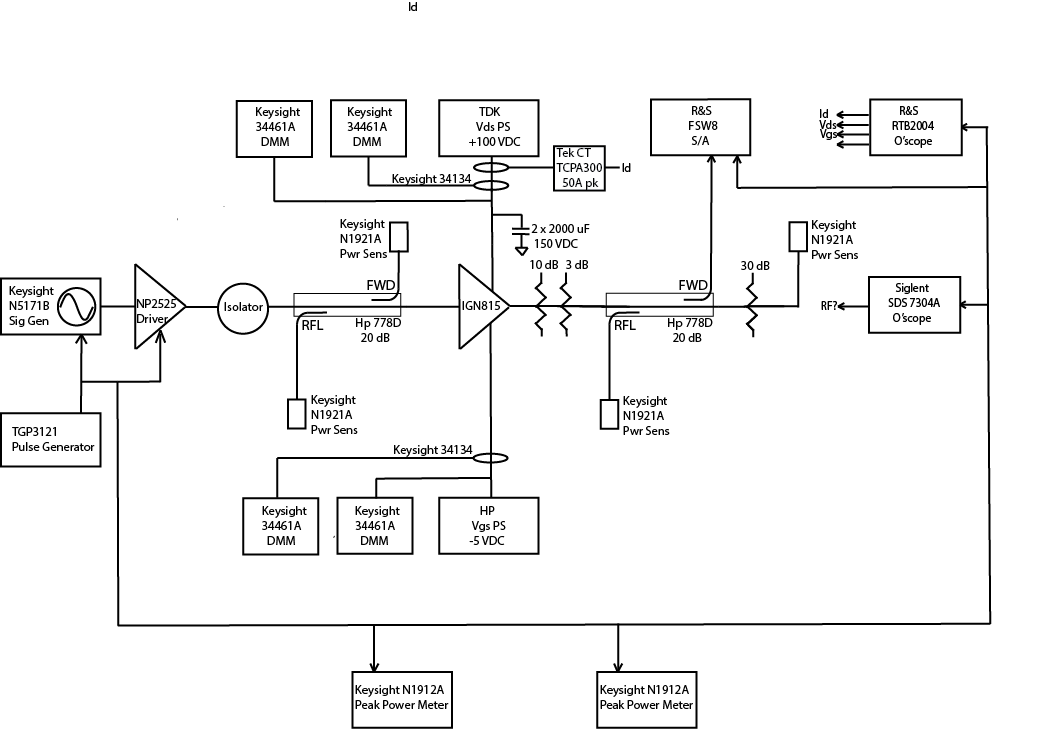 Id
Keysight
34461A
DMM
Keysight
34461A
DMM
TDK
Vds PS
+100 VDC
Tek CT
TCPA300
50A pk
Id
R&S
FSW8
S/A
Id
Vds
Vgs
R&S
RTB2004
O'scope
Keysight 34134
Keysight
N1921A
Pwr Sens
2 x 2000 uF
150 VDC
Keysight
N1921A
Pwr Sens
10 dB
3 dB
30 dB
Keysight
N5171B
Sig Gen
NP2525
Driver
Isolator
FWD
RFL
Hp 778D
20 dB
IGN815
FWD
RFL
Hp 778D
20 dB
RF?
Siglent
SDS 7304A
O'scope
TGP3121
Pulse Generator
Keysight
N1921A
Pwr Sens
Keysight
N1921A
Pwr Sens
Keysight 34134
Keysight
34461A
DMM
Keysight
34461A
DMM
HP
Vgs PS
-5 VDC
Keysight N1912A
Peak Power Meter
Keysight N1912A
Peak Power Meter